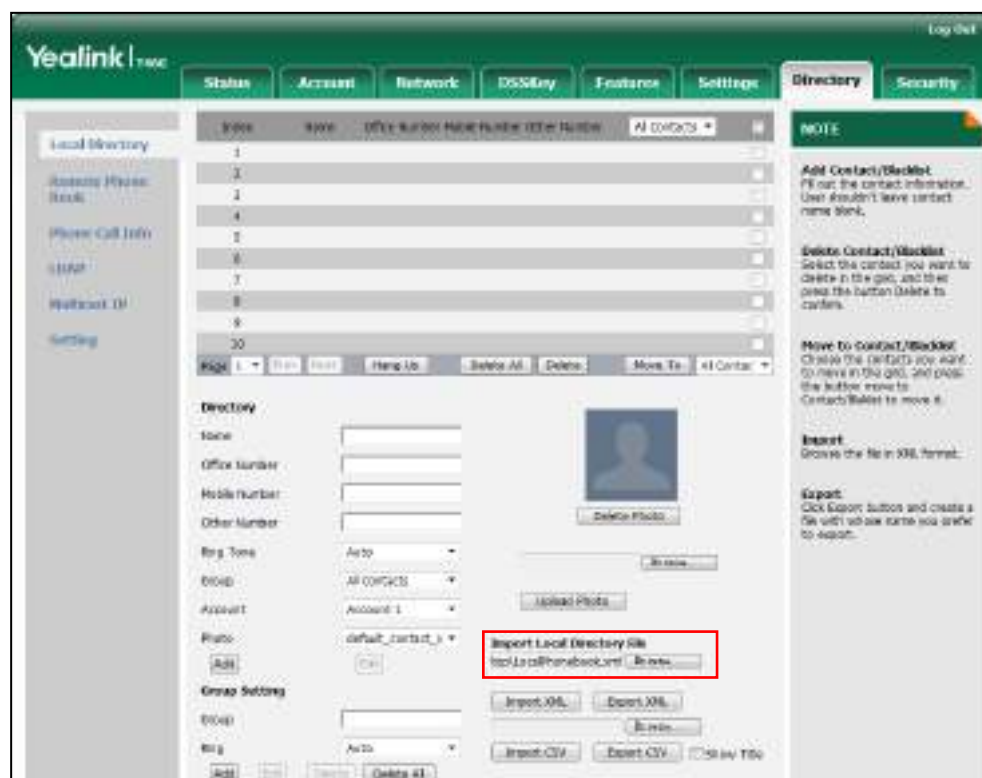 Log Out
Yealink
Status Account Network DSSKey Features Settings Directory Security
Index Name Office Number Mobile Number Other Number All Contacts
NOTE
Local Directory
1
Remote Phone
Book
2
3
4
Phone Call Info
5
LDAP
6
7
Multicast IP
8
9
Setting
10
Page 1 Prev Next Hang Up Delete All Delete Move To All Contac
Add Contact/Blacklist
Fill out the contact information.
User shouldn't leave contact
name blank.
Delete Contact/Blacklist
Select the contact you want to
delete in the grid, and then
press the button Delete to
confirm.
Move to Contact/Blacklist
Choose the contacts you want
to move in the grid, and press
the button move to
to move it.
Import
Browse the file in XML format.
Export
Click Export button and create a
file with whose name you prefer
to export.
Directory
Name
Office Number
Mobile Number
Other Number
Ring Tone Auto
Group All Contacts
Account Account 1
Photo
Add Edit
Delete Photo
Browse...
Upload Photo
Import Local Directory File
Browse...
Import XML Export XML
Browse...
Import CSV Export CSV Show Title
Group Setting
Group
Ring Auto
Add Edit Delete Delete All